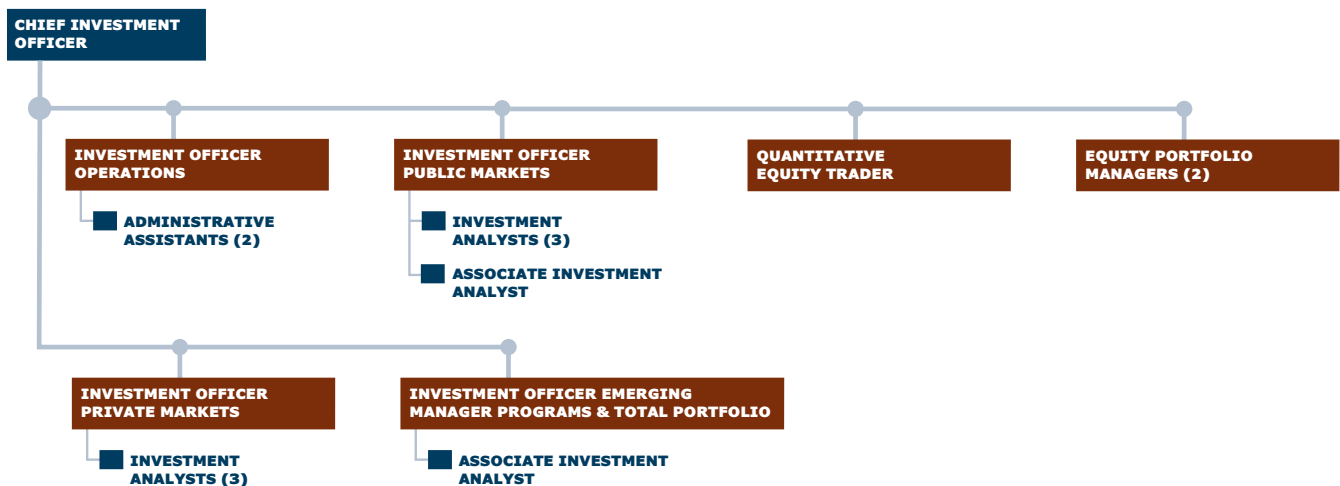 CHIEF INVESTMENT
OFFICER
INVESTMENT OFFICER
OPERATIONS
ADMINISTRATIVE
ASSISTANTS (2)
INVESTMENT OFFICER
PUBLIC MARKETS
INVESTMENT
ANALYSTS (3)
ASSOCIATE INVESTMENT
ANALYST
QUANTITATIVE
EQUITY TRADER
EQUITY PORTFOLIO
MANAGERS (2)
INVESTMENT OFFICER
PRIVATE MARKETS
INVESTMENT
ANALYSTS (3)
INVESTMENT OFFICER EMERGING
MANAGER PROGRAMS & TOTAL PORTFOLIO
ASSOCIATE INVESTMENT
ANALYST